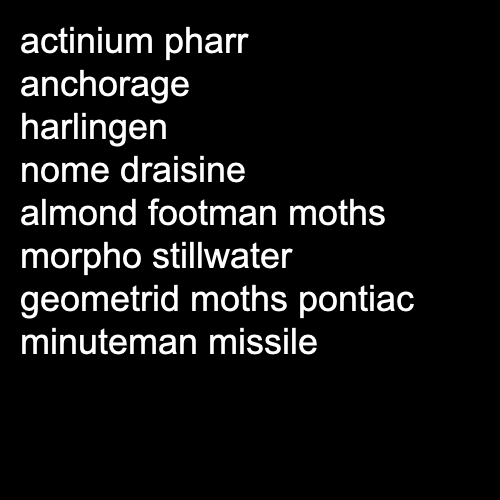 actinium pharr
anchorage
harlingen
nome draisine
almond footman moths
morpho stillwater
geometrid moths pontiac
minuteman missile